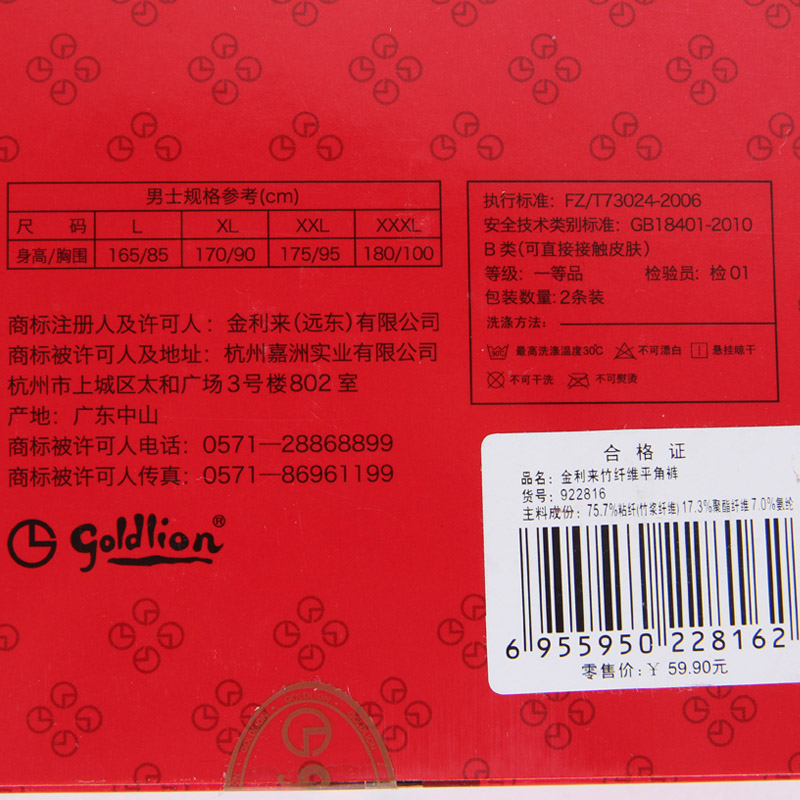 男士规格参考(cm)
尺 码 L XL XXL XXXL
身高/胸围 165/85 170/90 175/95 180/100
商标注册人及许可人：金利来(远东)有限公司
商标被许可人及地址：杭州嘉洲实业有限公司
杭州市上城区太和广场3号楼802室
产地：广东中山
商标被许可人电话：0571—28868899
商标被许可人传真：0571—86961199
goldlion®
执行标准：FZ/T73024-2006
安全技术类别标准：GB18401-2010
B类(可直接接触皮肤)
等级：一等品 检验员：检01
包装数量：2条装
洗涤方法：
最高洗涤温度30℃ 不可漂白 悬挂晾干
不可干洗 不可熨烫
合格证
品名：金利来竹纤维平角裤
货号：922816
主料成份：75.7%粘纤(竹浆纤维)17.3%聚酯纤维7.0%氨纶
6 955950 228162
零售价：￥ 59.90元